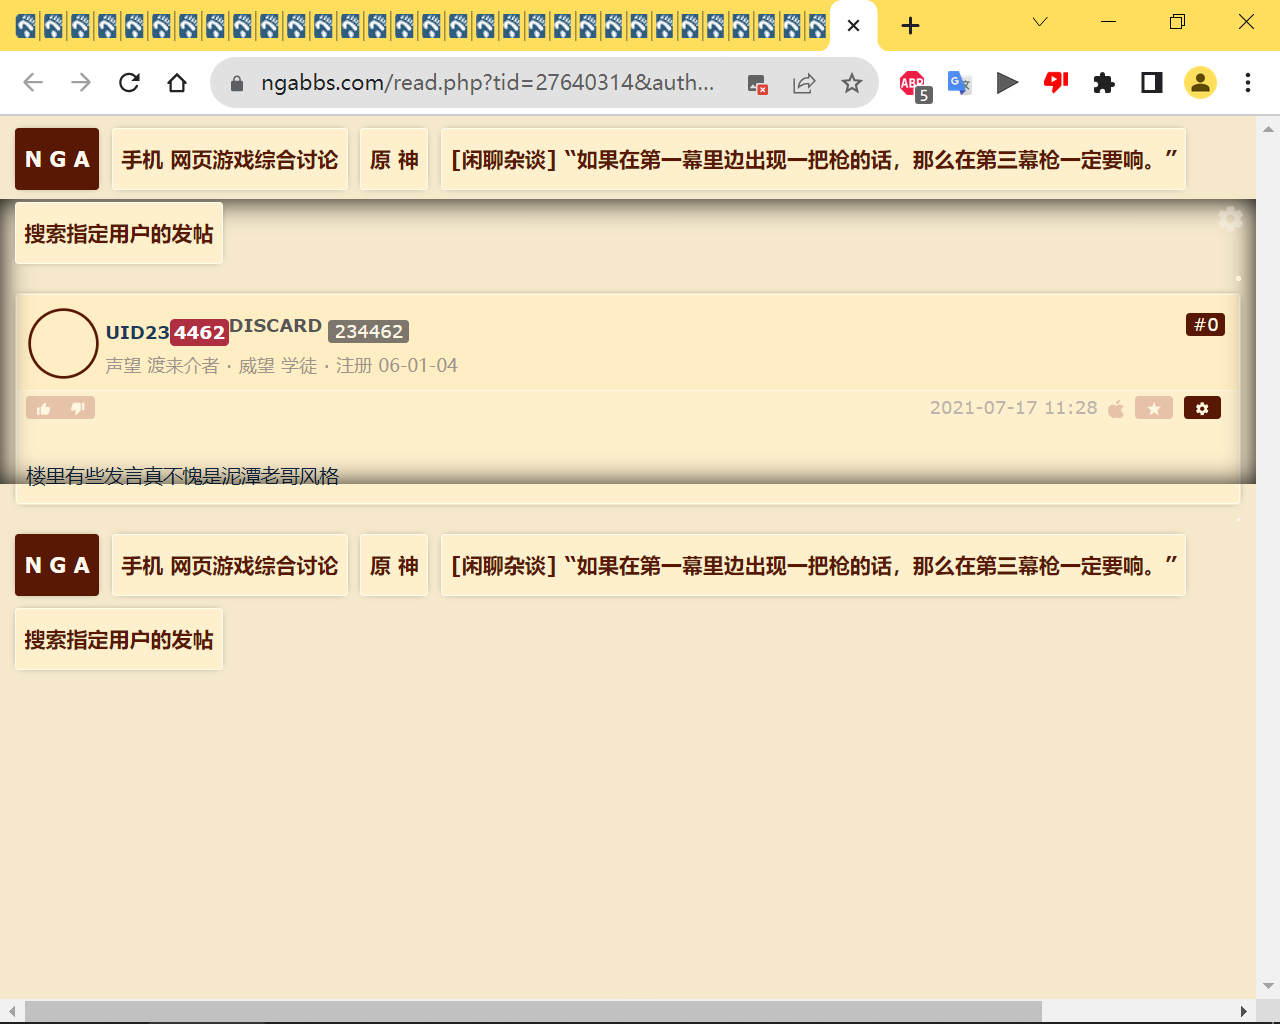 ngabbs.com/read.php?tid=27640314&auth...
ABP 5
N G A 手机 网页游戏综合讨论 原 神 [闲聊杂谈] “如果在第一幕里边出现一把枪的话，那么在第三幕枪一定要响。”
搜索指定用户的发帖
UID234462 DISCARD 234462 #0
声望 渡来介者 · 威望 学徒 · 注册 06-01-04
2021-07-17 11:28
楼里有些发言真不愧是泥潭老哥风格
N G A 手机 网页游戏综合讨论 原 神 [闲聊杂谈] “如果在第一幕里边出现一把枪的话，那么在第三幕枪一定要响。”
搜索指定用户的发帖